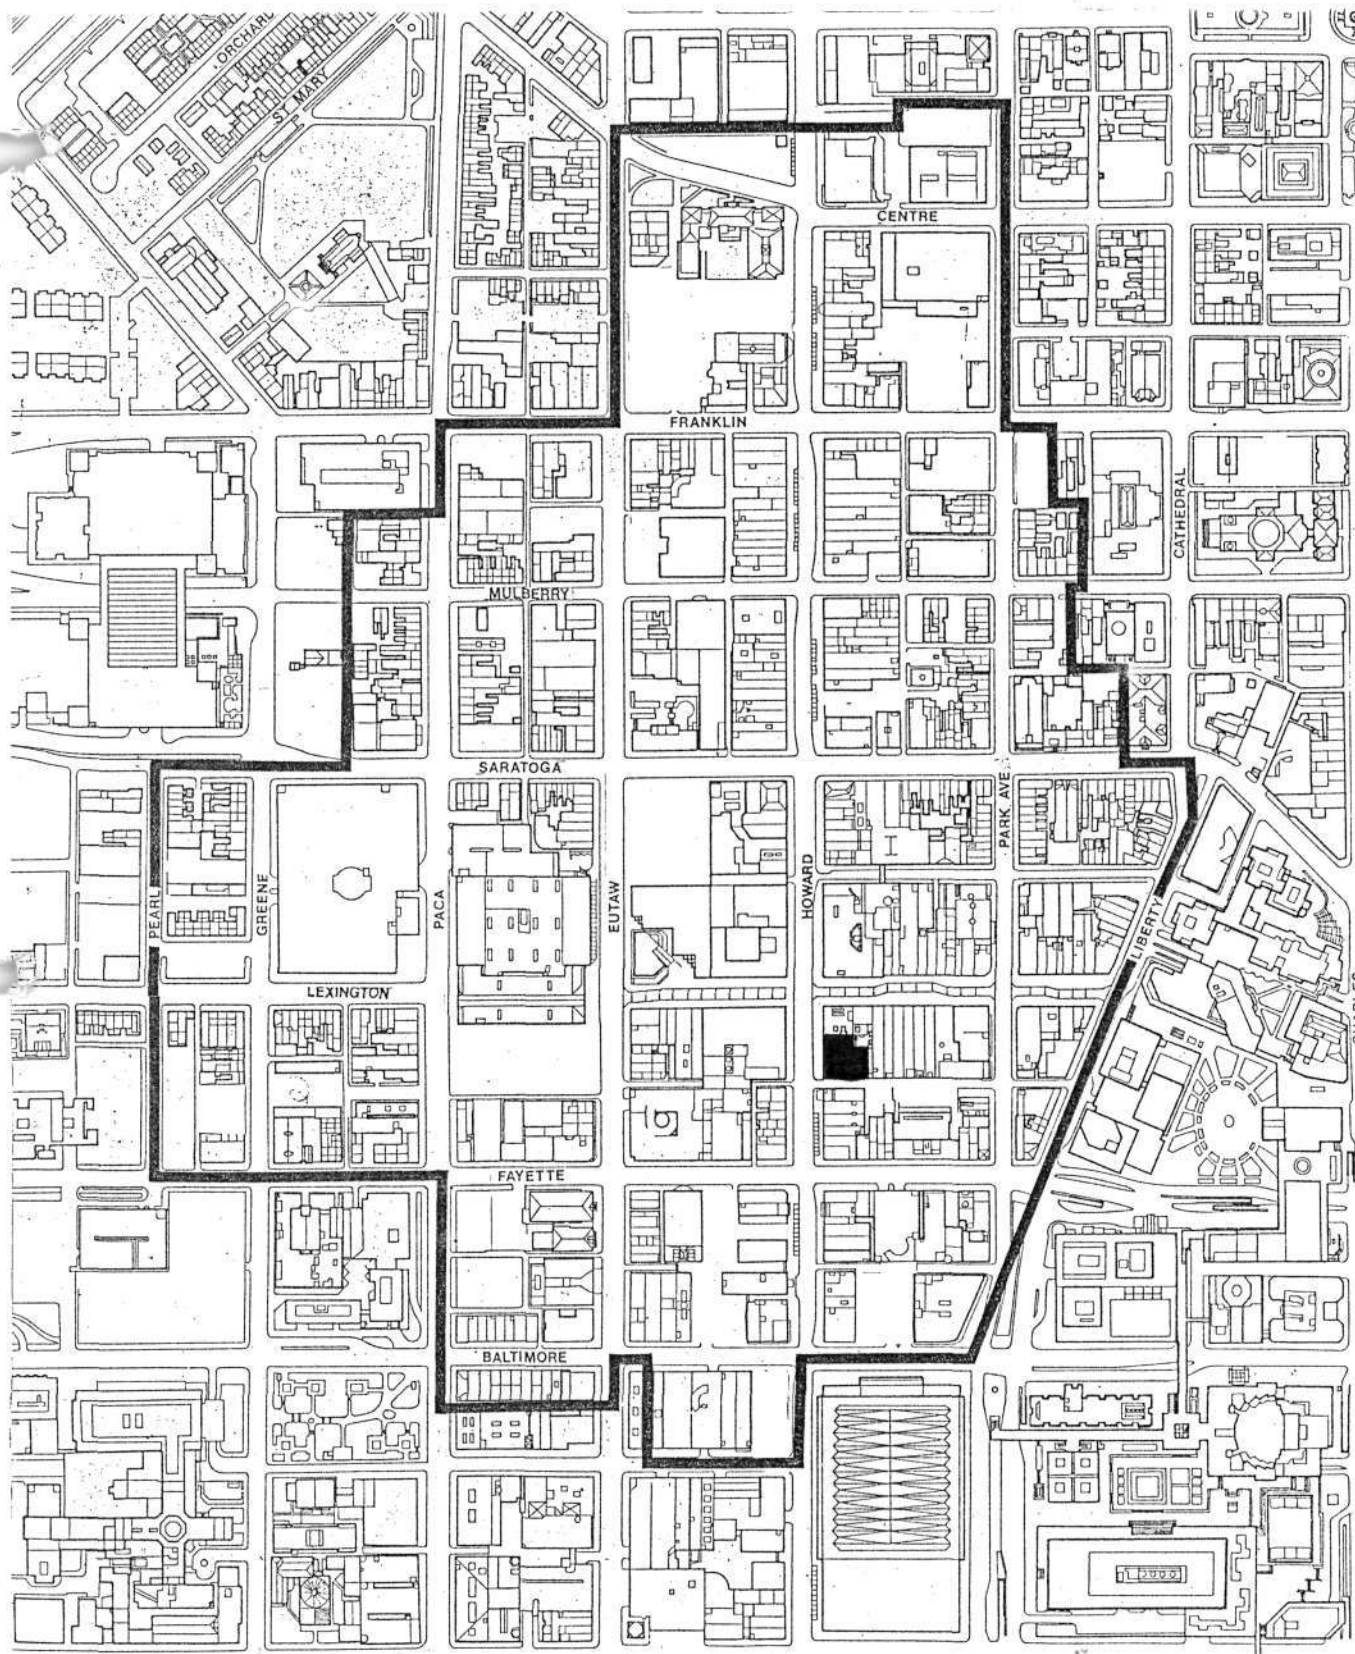 ORCHARD
ST MARY
CENTRE
FRANKLIN
CATHEDRAL
MULBERRY
SARATOGA
PARK AVE
HOWARD
GREENE
PACA
EUTAW
PEARL
LIBERTY
LEXINGTON
CHARLES
FAYETTE
BALTIMORE